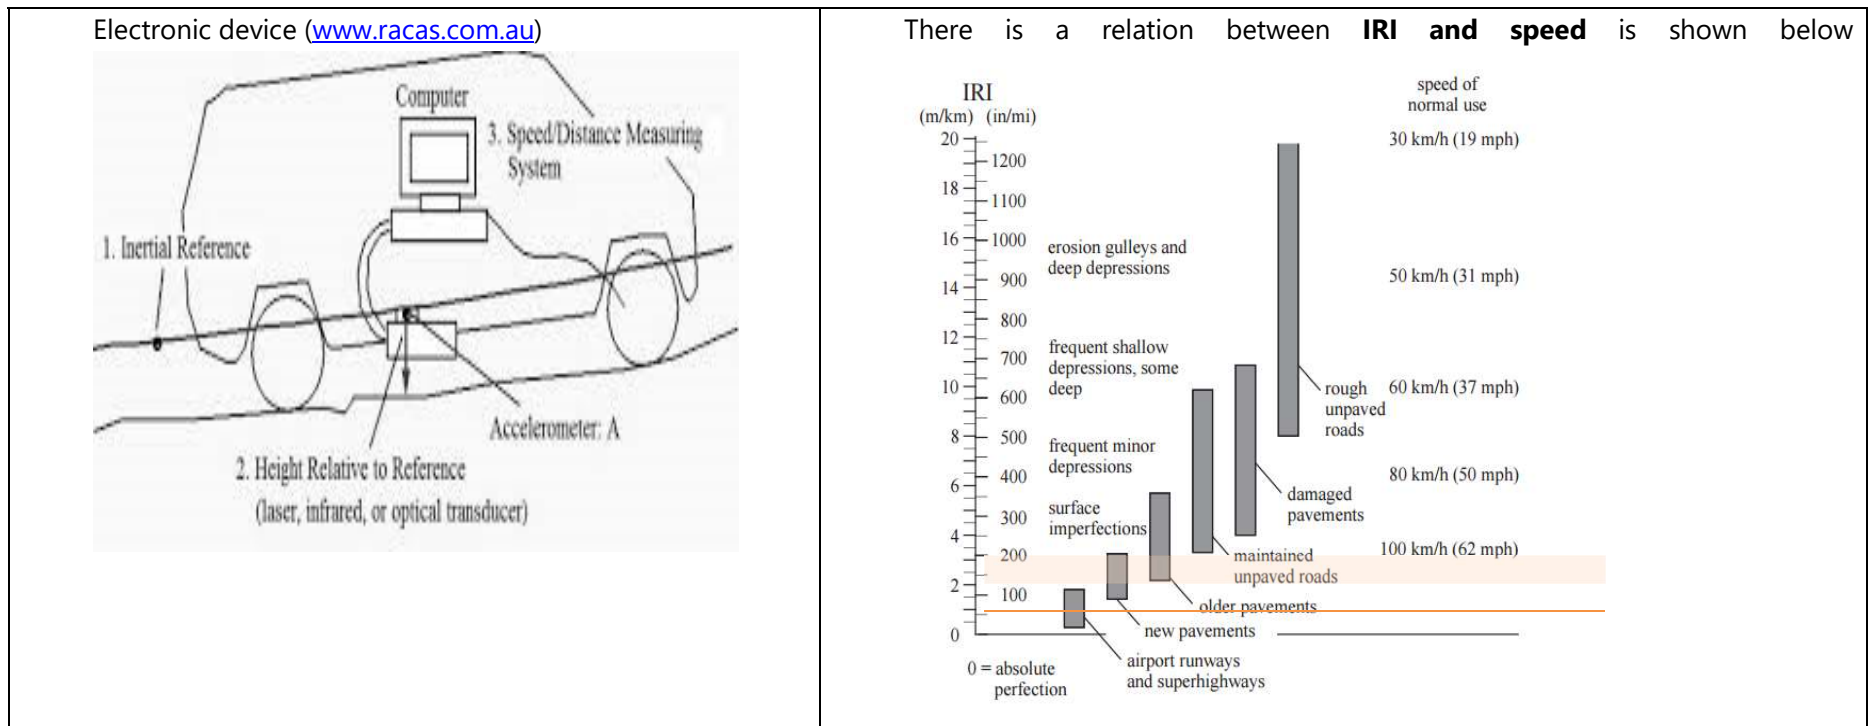 Electronic device (www.racas.com.au)
Computer
3. Speed/Distance Measuring
System
1. Inertial Reference
Accelerometer: A
2. Height Relative to Reference
(laser, infrared, or optical transducer)
There is a relation between IRI and speed is shown below
IRI
(m/km) (in/mi)
speed of
normal use
20
18
16
14
12
10
8
6
4
2
0
1200
1100
1000
900
800
700
600
500
400
300
200
100
erosion gulleys and
deep depressions
frequent shallow
depressions, some
deep
frequent minor
depressions
surface
imperfections
rough
unpaved
roads
damaged
pavements
maintained
unpaved roads
older pavements
new pavements
airport runways
and superhighways
0 = absolute
perfection
30 km/h (19 mph)
50 km/h (31 mph)
60 km/h (37 mph)
80 km/h (50 mph)
100 km/h (62 mph)